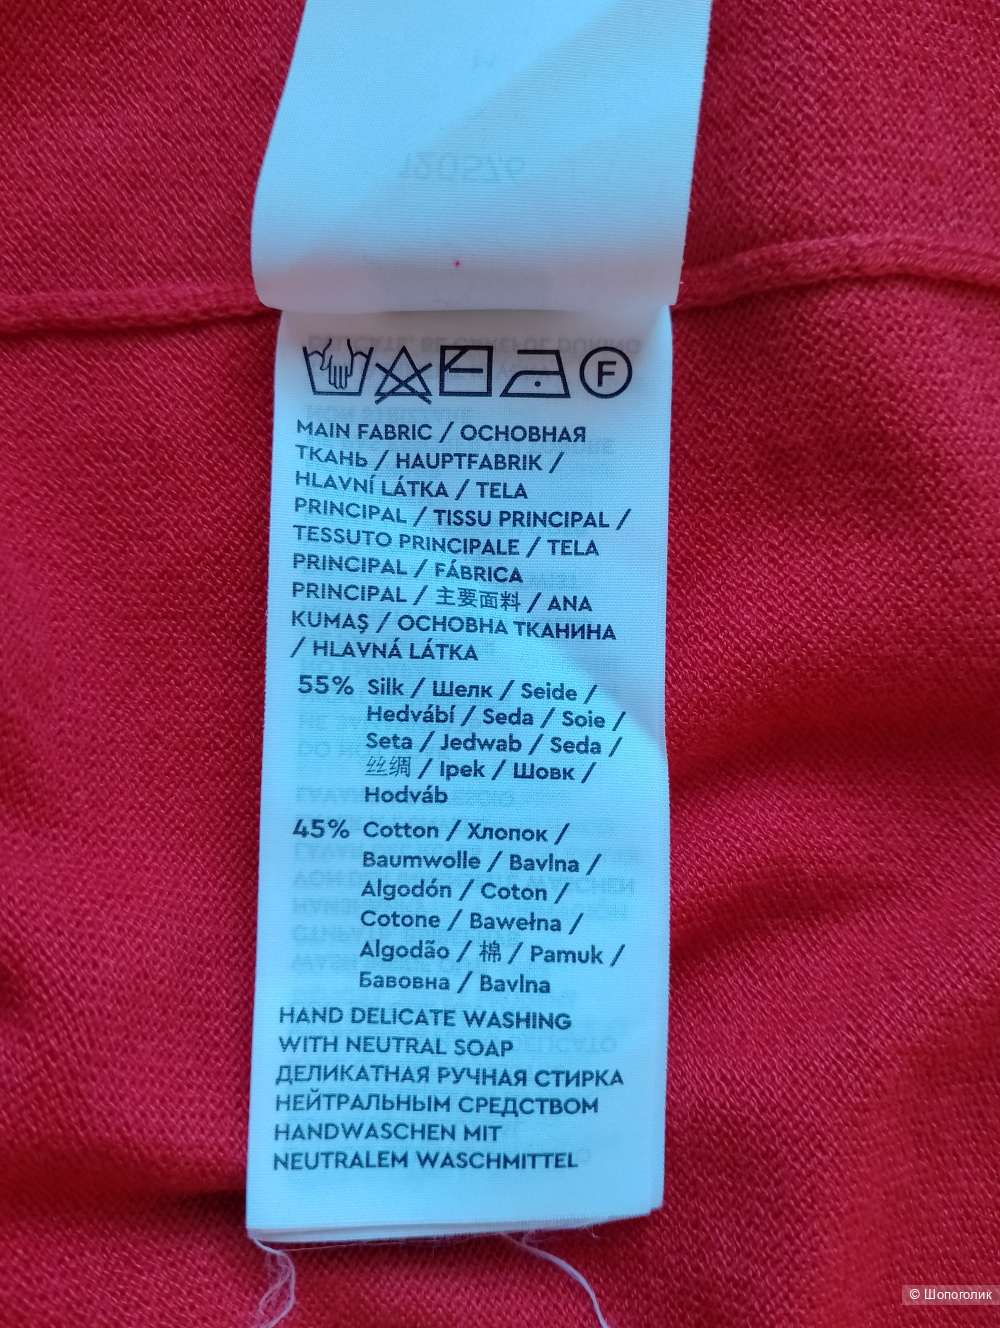 F
MAIN FABRIC / ОСНОВНАЯ
ТКАНЬ / HAUPTFABRIK /
HLAVNÍ LÁTKA / TELA
PRINCIPAL / TISSU PRINCIPAL /
TESSUTO PRINCIPALE / TELA
PRINCIPAL / FÁBRICA
PRINCIPAL / 主要面料 / ANA
KUMAŞ / ОСНОВНА ТКАНИНА
/ HLAVNÁ LÁTKA
55% Silk / Шелк / Seide /
Hedvábí / Seda / Soie /
Seta / Jedwab / Seda /
丝绸 / Ipek / Шовк /
Hodváb
45% Cotton / Хлопок /
Baumwolle / Bavlna /
Algodón / Coton /
Cotone / Bawełna /
Algodão / 棉 / Pamuk /
Бавовна / Bavlna
HAND DELICATE WASHING
WITH NEUTRAL SOAP
ДЕЛИКАТНАЯ РУЧНАЯ СТИРКА
НЕЙТРАЛЬНЫМ СРЕДСТВОМ
HANDWASCHEN MIT
NEUTRALEM WASCHMITTEL
© Шопоголик